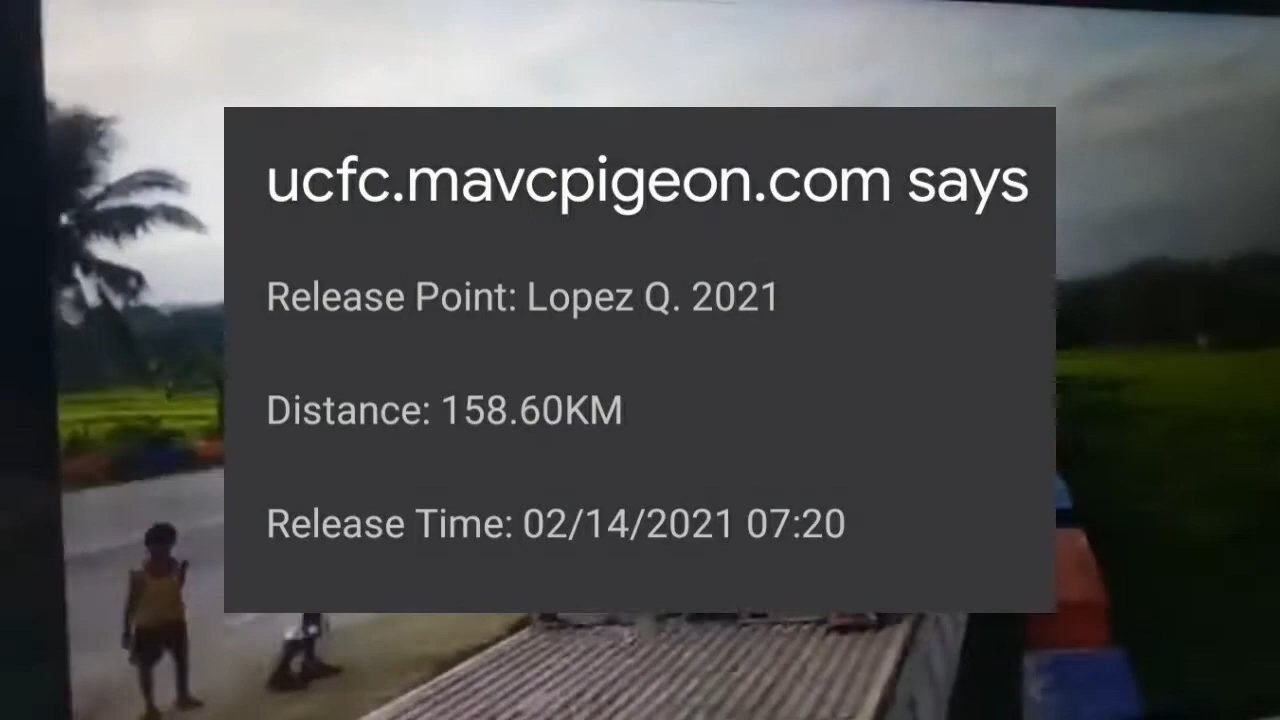 ucfc.mavcpigeon.com says
Release Point: Lopez Q. 2021
Distance: 158.60KM
Release Time: 02/14/2021 07:20